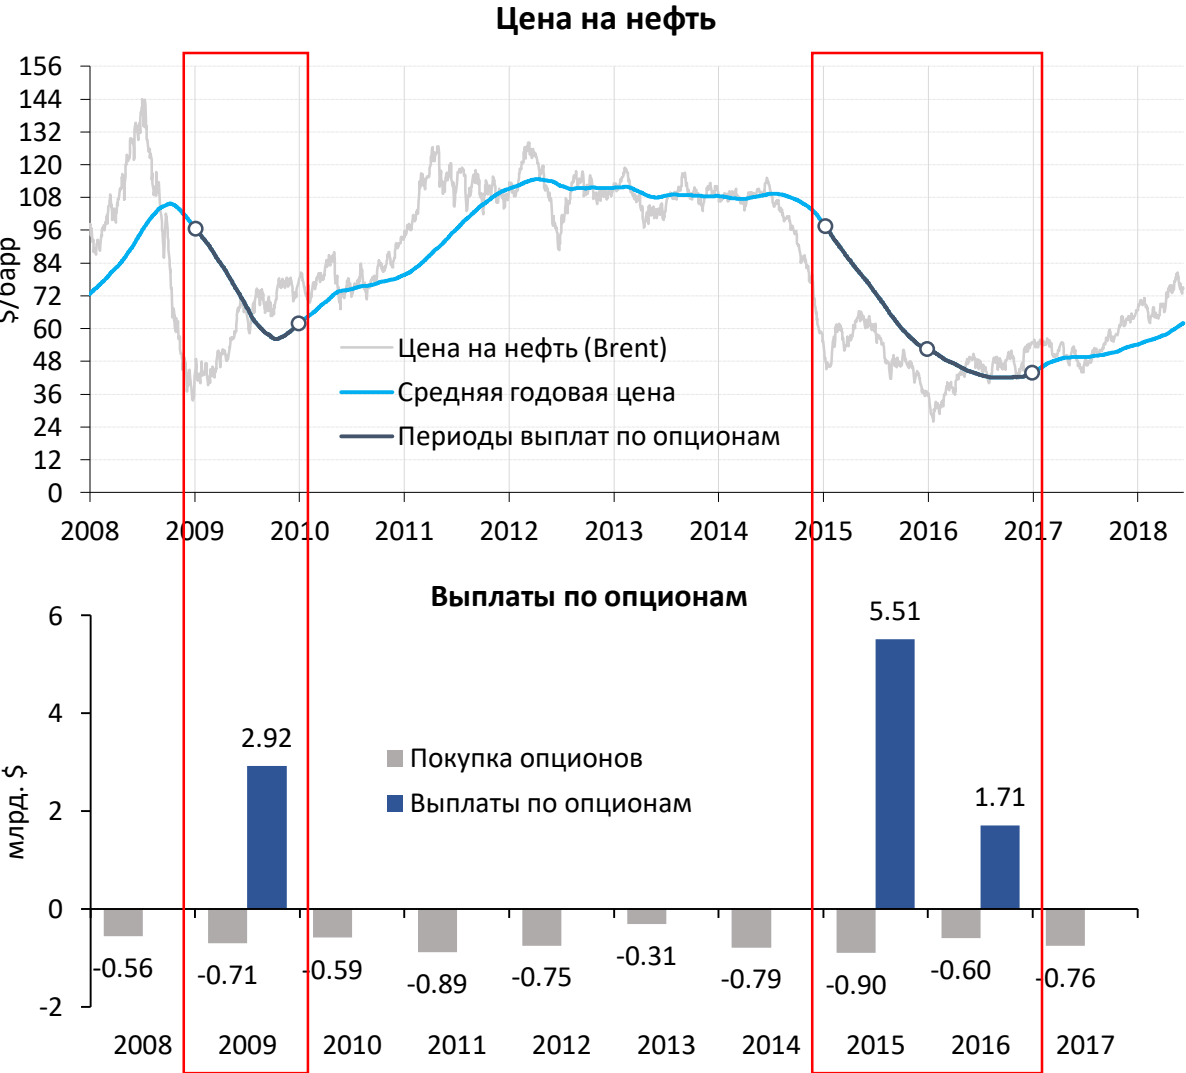 Цена на нефть
156
144
132
120
108
96
84
72
60
48
36
24
12
0
$/барр
Цена на нефть (Brent)
Средняя годовая цена
Периоды выплат по опционам
2008 2009 2010 2011 2012 2013 2014 2015 2016 2017 2018
Выплаты по опционам
6
4
2
0
-2
млрд. $
5.51
2.92
1.71
Покупка опционов
Выплаты по опционам
-0.56 -0.71 -0.59 -0.89 -0.75 -0.31 -0.79 -0.90 -0.60 -0.76
2008 2009 2010 2011 2012 2013 2014 2015 2016 2017